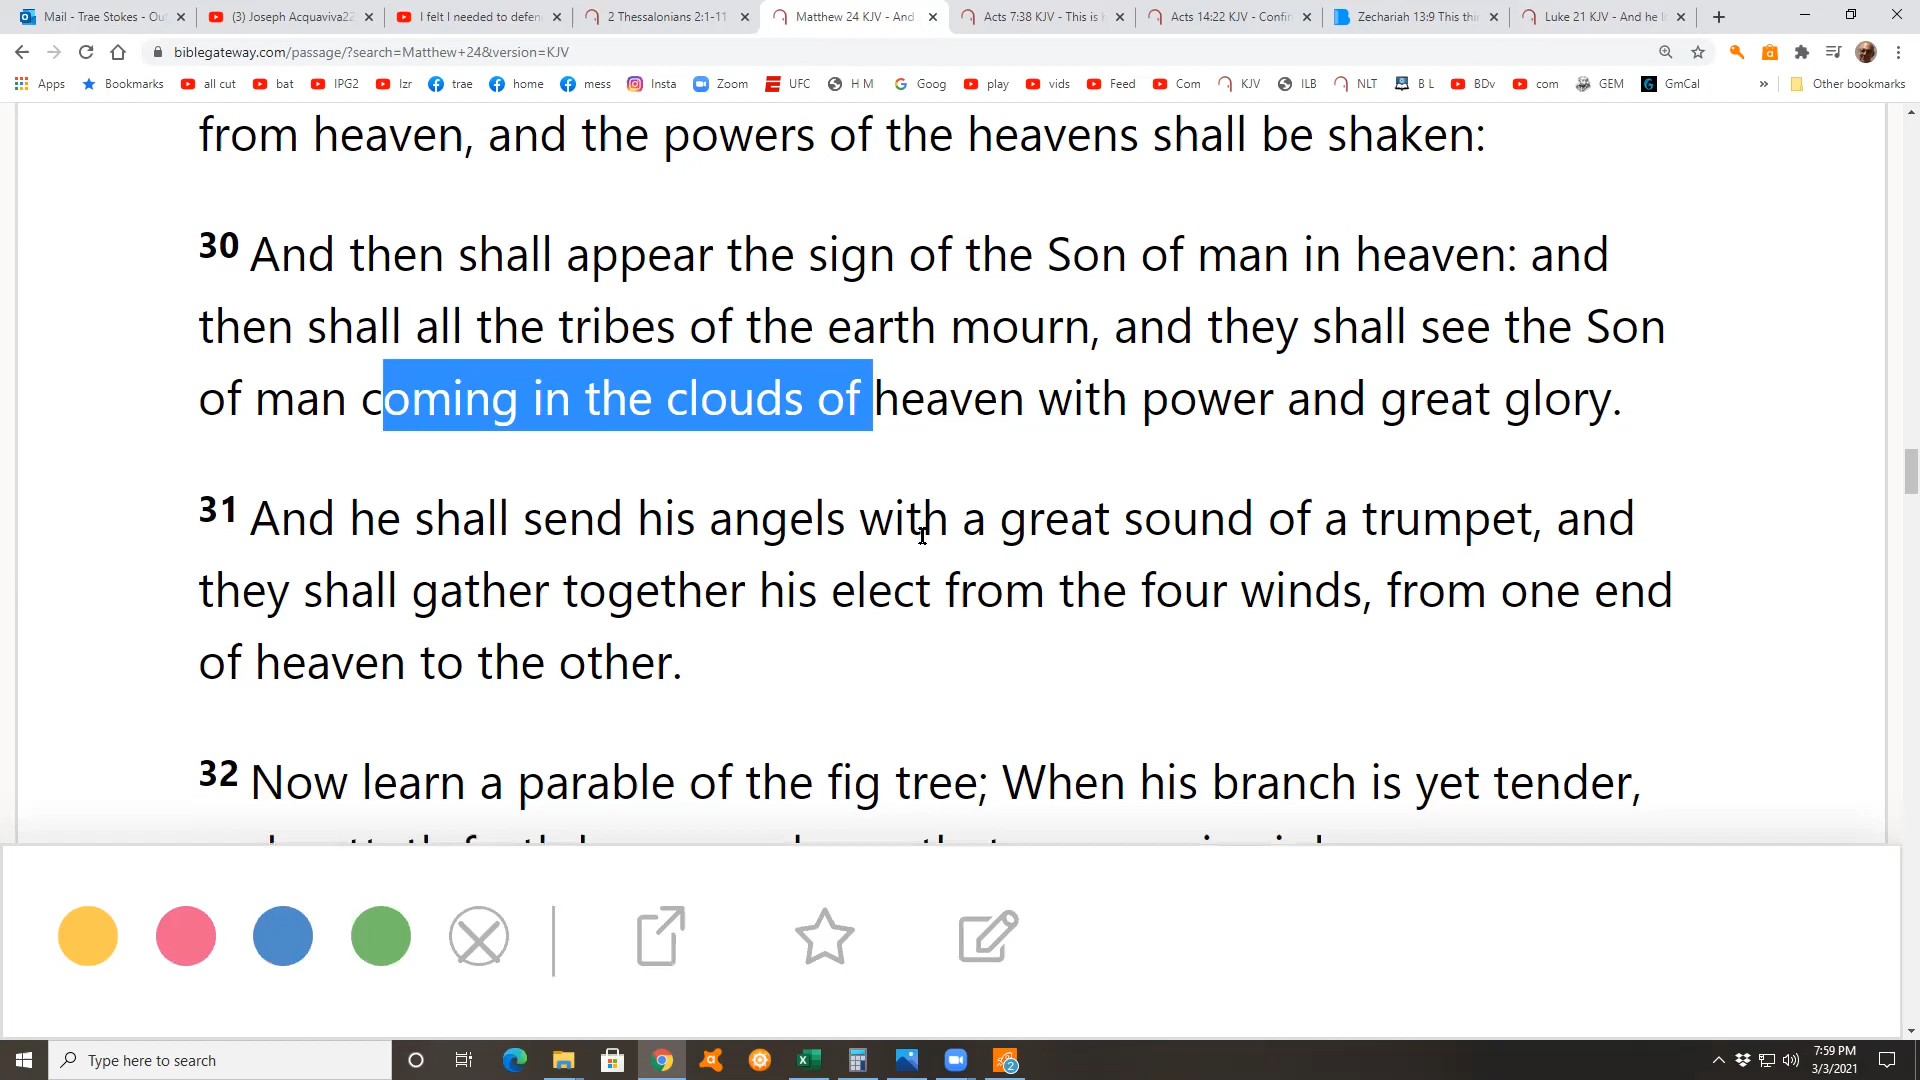 Mail - Trae Stokes - Ou
(3) Joseph Acquaviva22
I felt I needed to defen
2 Thessalonians 2:1-11
Matthew 24 KJV - And
Acts 7:38 KJV - This is
Acts 14:22 KJV - Confir
Zechariah 13:9 This thi
Luke 21 KJV - And he l
biblegateway.com/passage/?search=Matthew+24&version=KJV
Apps Bookmarks all cut bat IPG2 lzr trae home mess Insta Zoom UFC H M Goog play vids Feed Com KJV ILB NLT B L BDv com GEM GmCal » Other bookmarks
from heaven, and the powers of the heavens shall be shaken:
30 And then shall appear the sign of the Son of man in heaven: and
then shall all the tribes of the earth mourn, and they shall see the Son
of man coming in the clouds of heaven with power and great glory.
31 And he shall send his angels with a great sound of a trumpet, and
they shall gather together his elect from the four winds, from one end
of heaven to the other.
32 Now learn a parable of the fig tree; When his branch is yet tender,
Type here to search
2
7:59 PM
3/3/2021